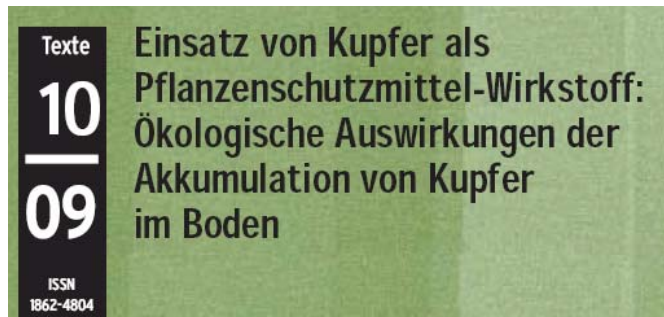 Texte
10
09
ISSN
1862-4804
Einsatz von Kupfer als
Pflanzenschutzmittel-Wirkstoff:
Ökologische Auswirkungen der
Akkumulation von Kupfer
im Boden